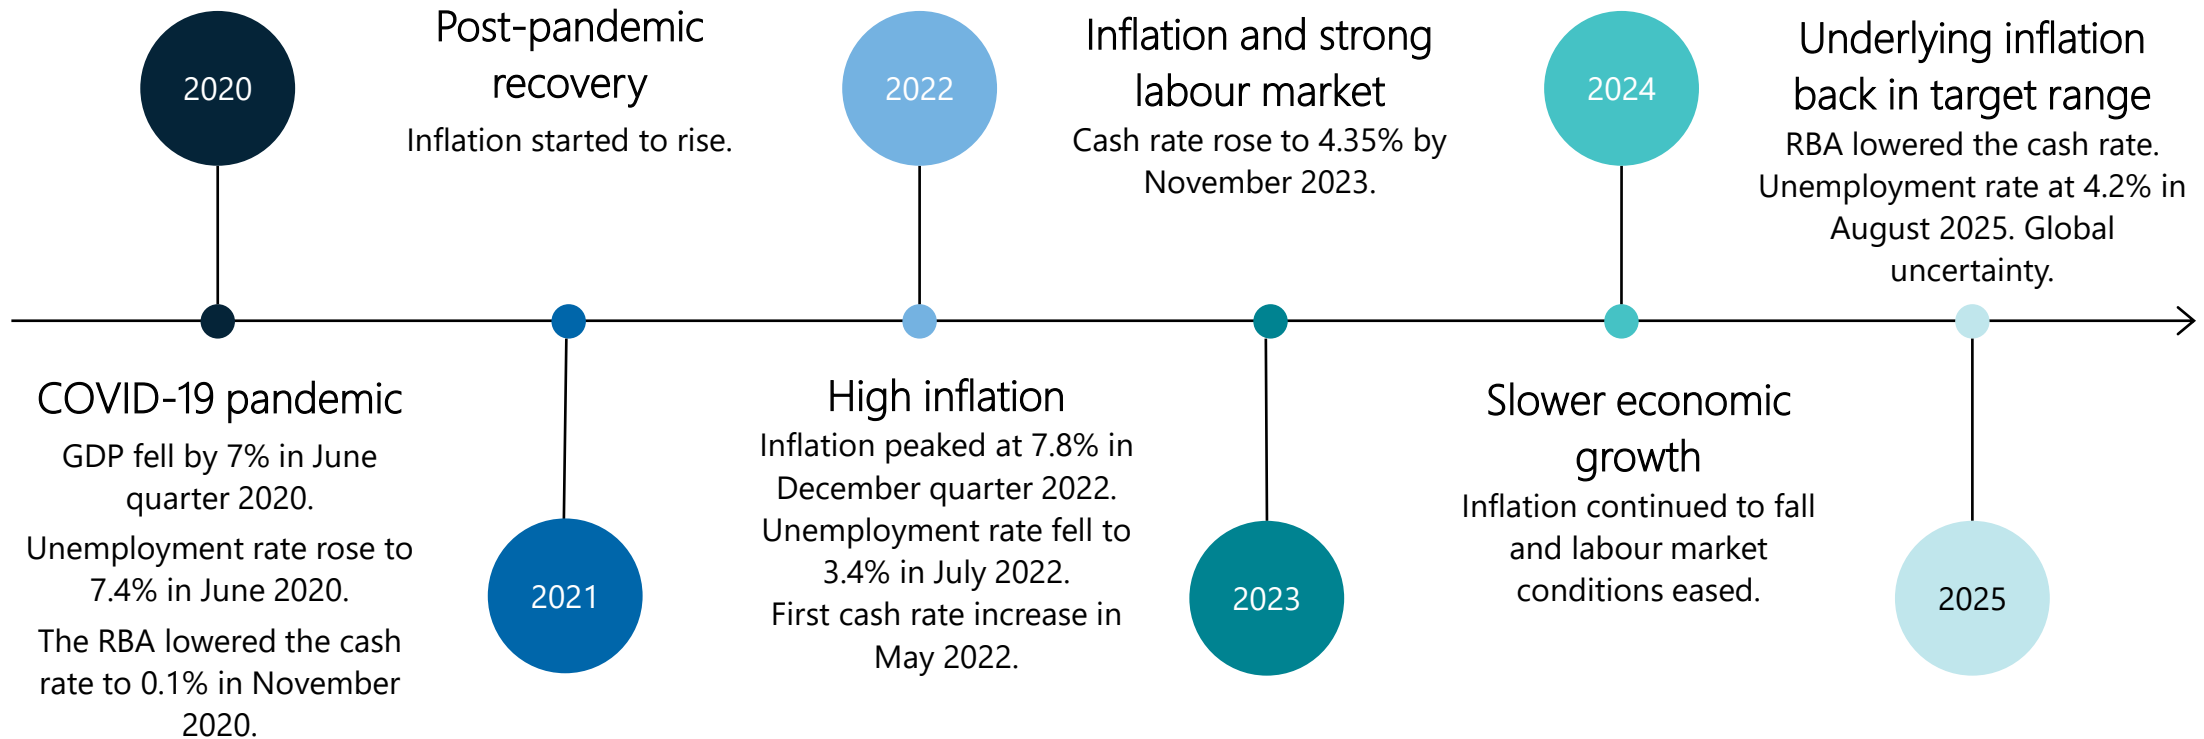 2020
COVID-19 pandemic
GDP fell by 7% in June
quarter 2020.
Unemployment rate rose to
7.4% in June 2020.
The RBA lowered the cash
rate to 0.1% in November
2020.
Post-pandemic
recovery
Inflation started to rise.
2021
2022
High inflation
Inflation peaked at 7.8% in
December quarter 2022.
Unemployment rate fell to
3.4% in July 2022.
First cash rate increase in
May 2022.
Inflation and strong
labour market
Cash rate rose to 4.35% by
November 2023.
2023
2024
Slower economic
growth
Inflation continued to fall
and labour market
conditions eased.
Underlying inflation
back in target range
RBA lowered the cash rate.
Unemployment rate at 4.2% in
August 2025. Global
uncertainty.
2025